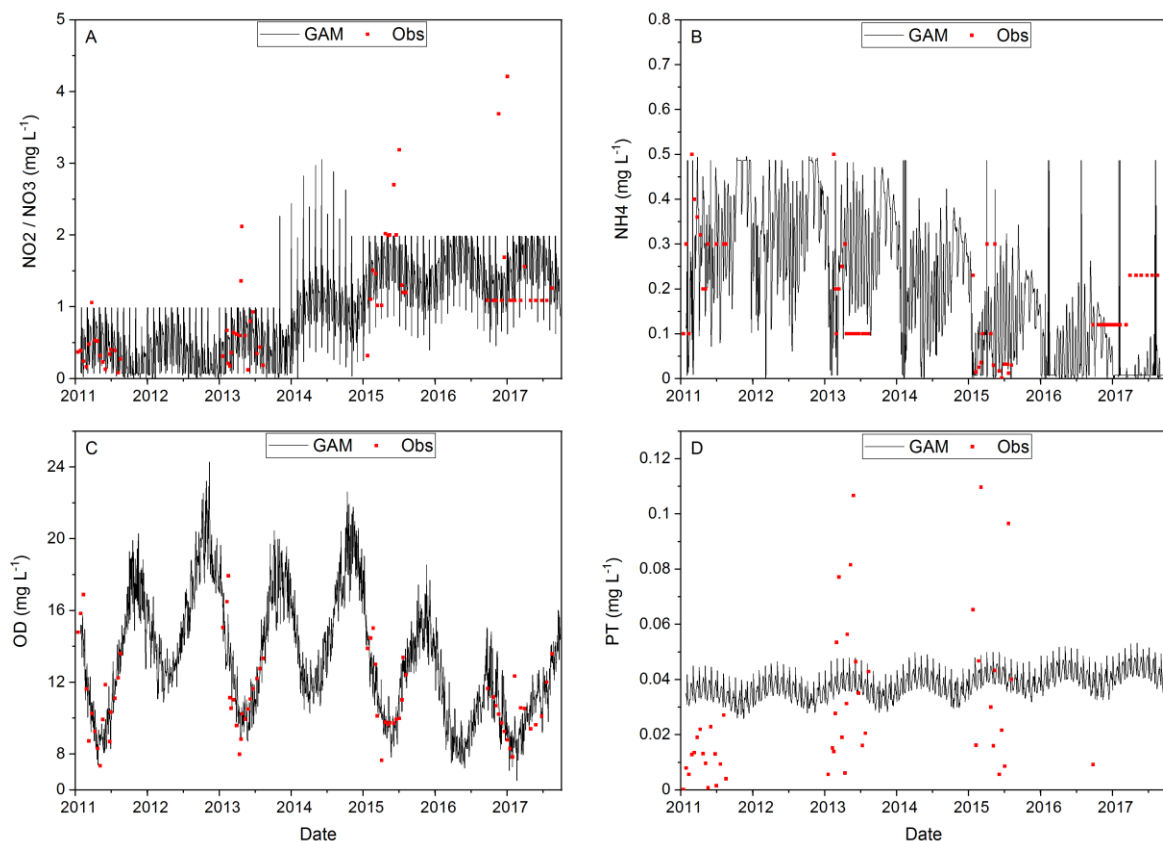 A
GAM Obs
NO2 / NO3 (mg L⁻¹)
5
4
3
2
1
0
2011 2012 2013 2014 2015 2016 2017
B
GAM Obs
NH4 (mg L⁻¹)
0.8
0.7
0.6
0.5
0.4
0.3
0.2
0.1
0
2011 2012 2013 2014 2015 2016 2017
C
GAM Obs
OD (mg L⁻¹)
24
20
16
12
8
0
2011 2012 2013 2014 2015 2016 2017
Date
D
GAM Obs
PT (mg L⁻¹)
0.12
0.1
0.08
0.06
0.04
0.02
0
2011 2012 2013 2014 2015 2016 2017
Date